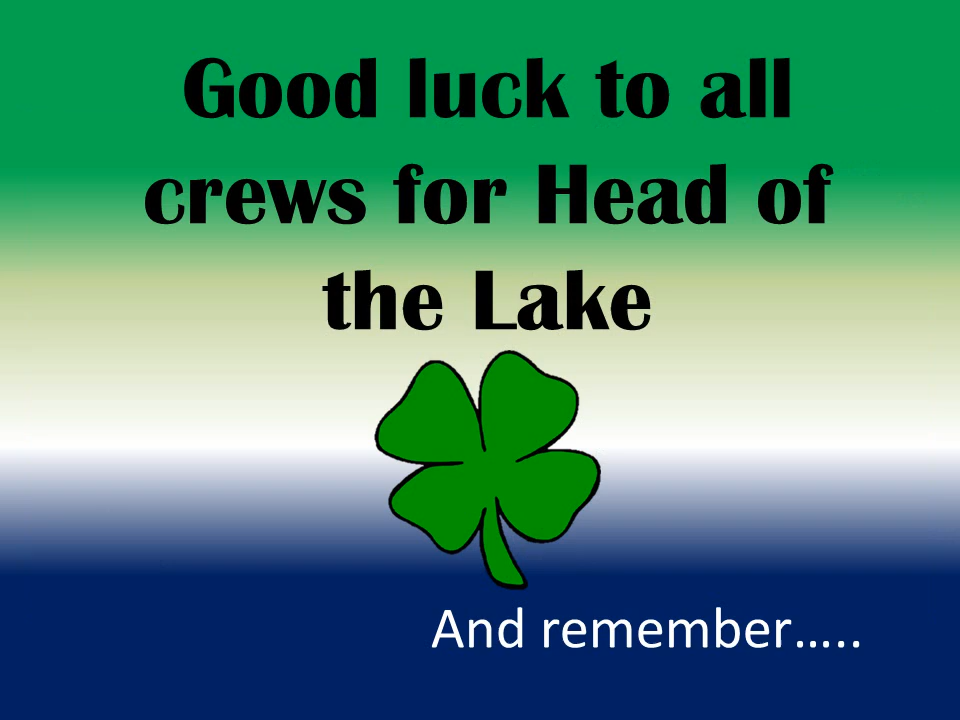 Good luck to all
crews for Head of
the Lake
And remember…..